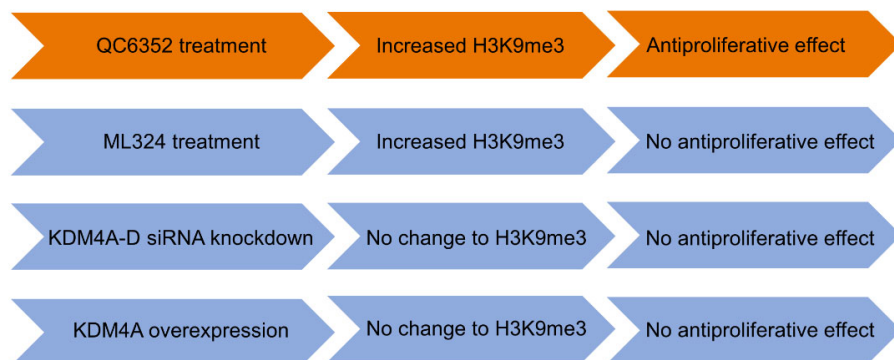 QC6352 treatment
Increased H3K9me3
Antiproliferative effect
ML324 treatment
Increased H3K9me3
No antiproliferative effect
KDM4A-D siRNA knockdown
No change to H3K9me3
No antiproliferative effect
KDM4A overexpression
No change to H3K9me3
No antiproliferative effect